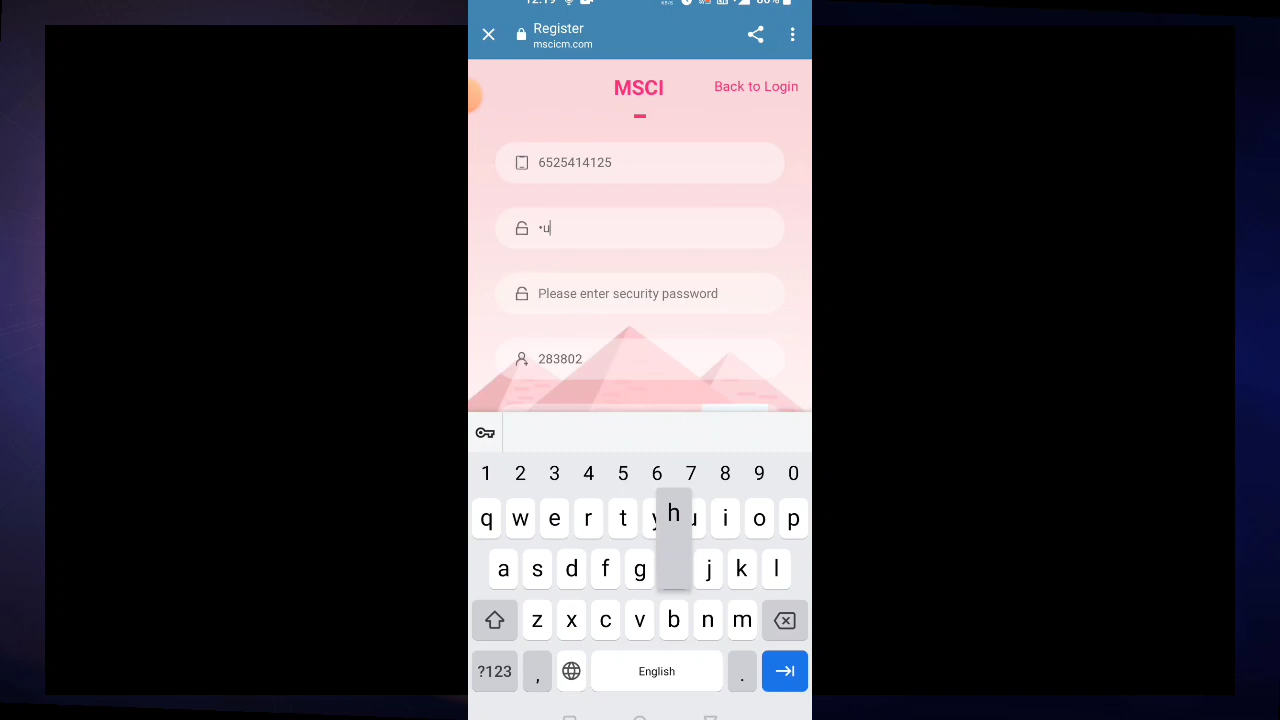 Register
mscicm.com
MSCI
Back to Login
6525414125
•u
Please enter security password
283802
1 2 3 4 5 6 7 8 9 0
q w e r t y u i o p
h
a s d f g j k l
z x c v b n m
?123 , English .